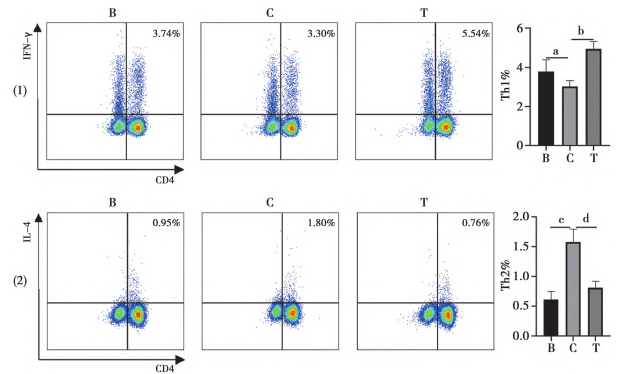 B C T
IFN-γ
3.74% 3.30% 5.54%
(1)
CD4
Th1%
6
4
2
0
a b
B C T
B C T
IL-4
0.95% 1.80% 0.76%
(2)
CD4
Th2%
2.0
1.5
1.0
0.5
0.0
c d
B C T